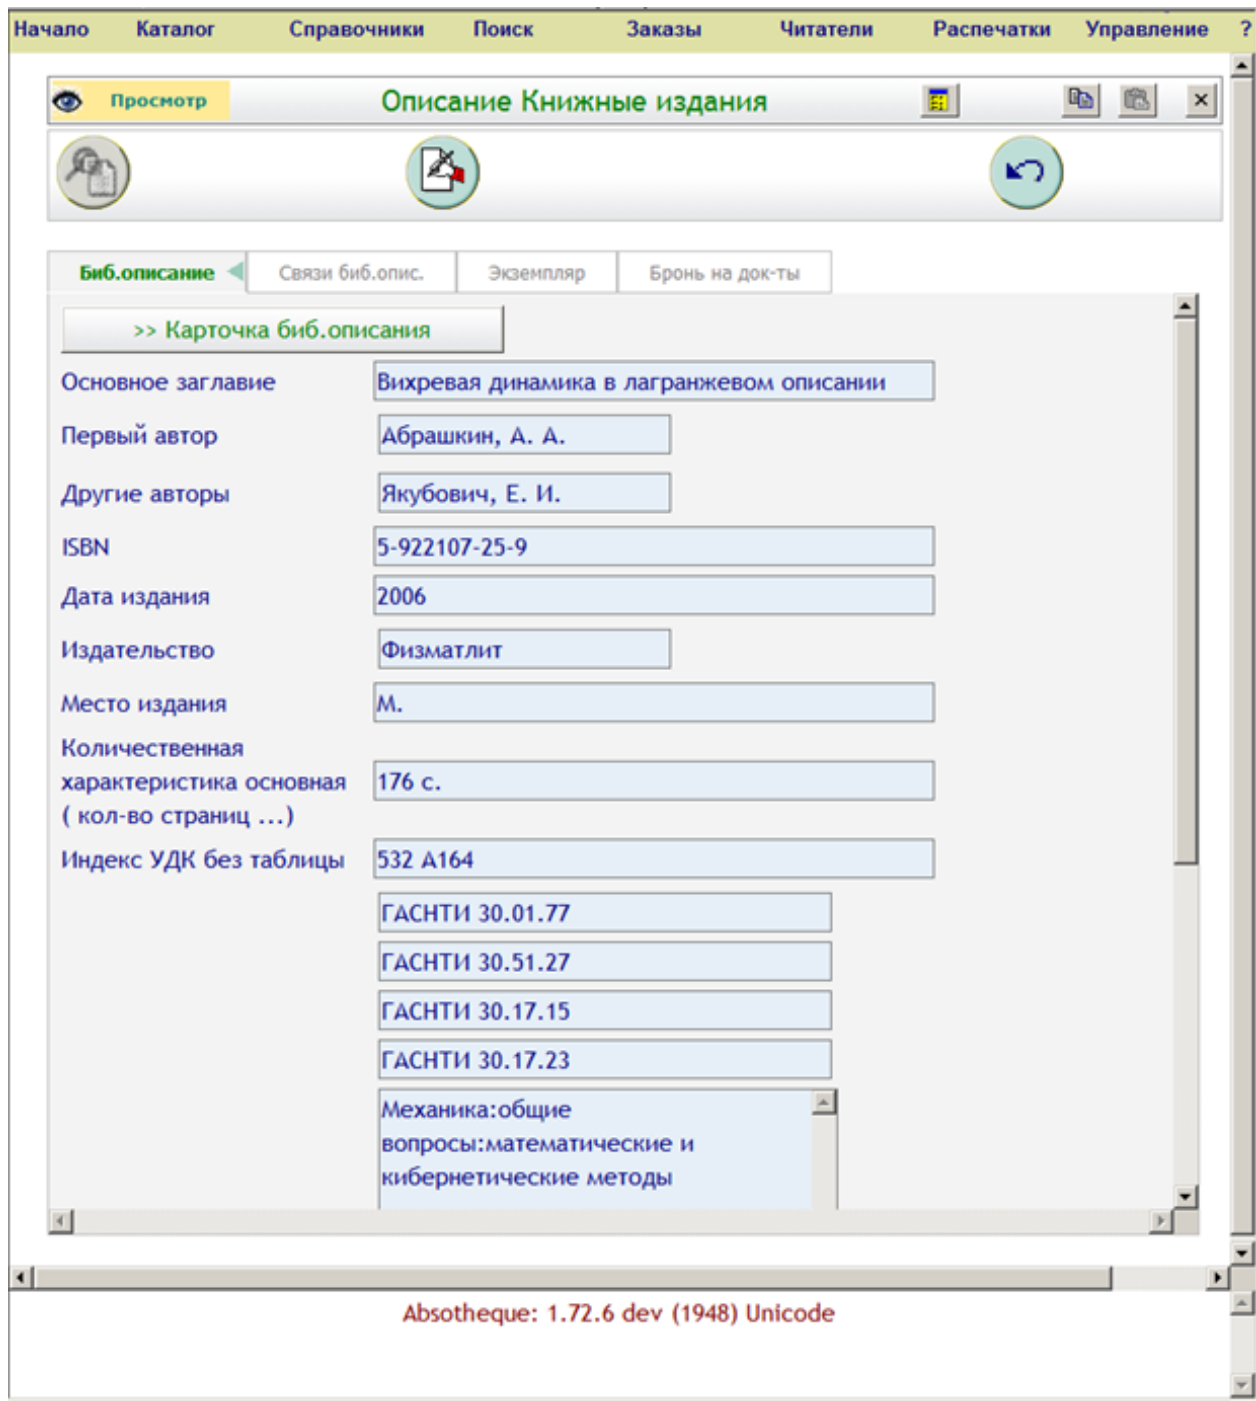 Начало Каталог Справочники Поиск Заказы Читатели Распечатки Управление ?
Просмотр Описание Книжные издания
Биб.описание Связи биб.опис. Экземпляр Бронь на док-ты
>> Карточка биб.описания
Основное заглавие Вихревая динамика в лагранжевом описании
Первый автор Абрашкин, А. А.
Другие авторы Якубович, Е. И.
ISBN 5-922107-25-9
Дата издания 2006
Издательство Физматлит
Место издания М.
Количественная
характеристика основная 176 с.
( кол-во страниц ...)
Индекс УДК без таблицы 532 А164
ГАСНТИ 30.01.77
ГАСНТИ 30.51.27
ГАСНТИ 30.17.15
ГАСНТИ 30.17.23
Механика:общие
вопросы:математические и
кибернетические методы
Absotheque: 1.72.6 dev (1948) Unicode